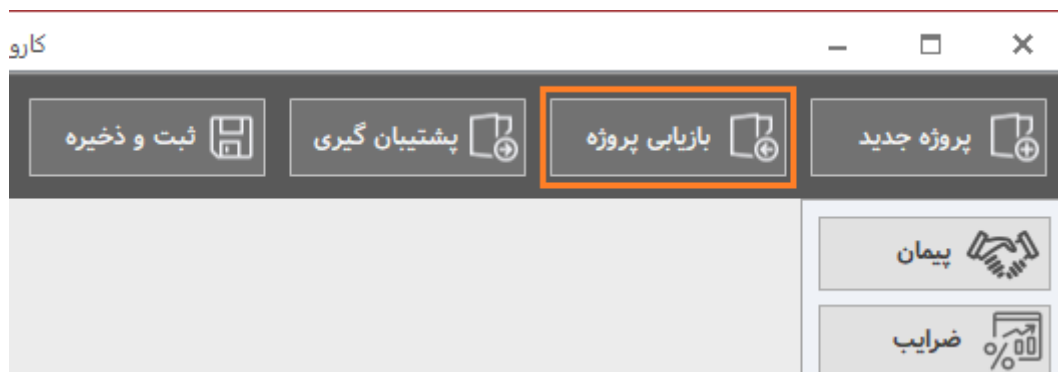 کارو
پروژه جدید
بازیابی پروژه
پشتیبان گیری
ثبت و ذخیره
پیمان
ضرایب